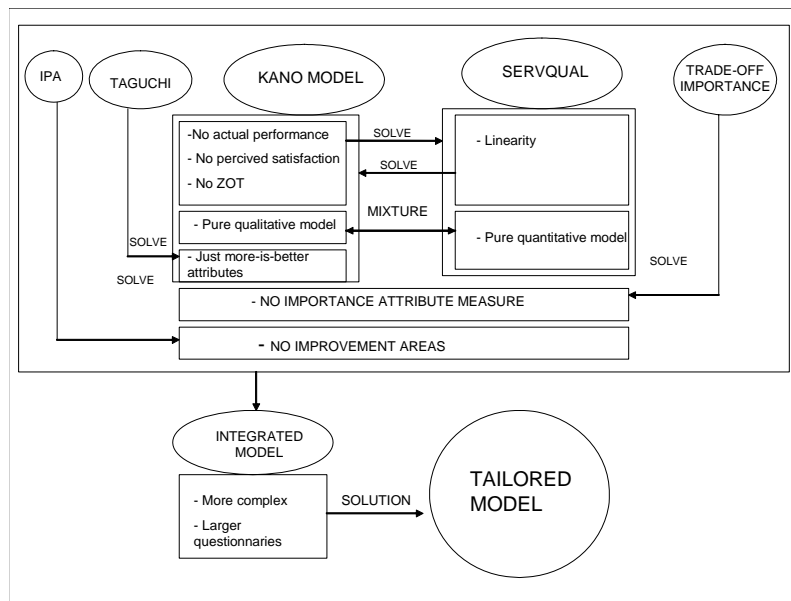 IPA
TAGUCHI
KANO MODEL
SERVQUAL
TRADE-OFF
IMPORTANCE
-No actual performance
- No percived satisfaction
- No ZOT
SOLVE
SOLVE
- Linearity
- Pure qualitative model
MIXTURE
- Pure quantitative model
SOLVE
- Just more-is-better
attributes
SOLVE
SOLVE
- NO IMPORTANCE ATTRIBUTE MEASURE
- NO IMPROVEMENT AREAS
INTEGRATED
MODEL
- More complex
- Larger
questionnaries
SOLUTION
TAILORED
MODEL